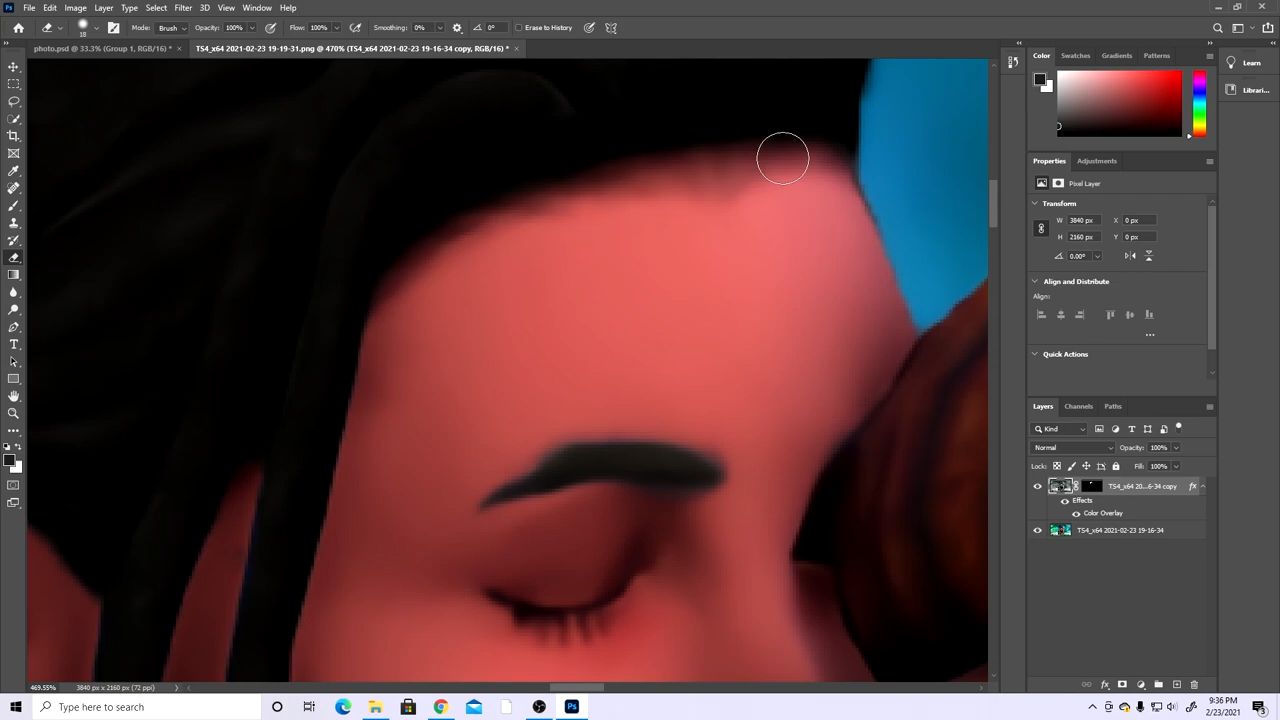 Ps File Edit Image Layer Type Select Filter 3D View Window Help
18 Mode: Brush Opacity: 100% Flow: 100% Smoothing: 0% 0° Erase to History
photo.psd @ 33.3% (Group 1, RGB/16) * × TS4_x64 2021-02-23 19-19-31.png @ 470% (TS4_x64 2021-02-23 19-16-34 copy, RGB/16) * ×
Color Swatches Gradients Patterns
Learn
Librari...
Properties Adjustments
Pixel Layer
Transform
W 3840 px X 0 px
H 2160 px Y 0 px
0.00°
Align and Distribute
Align:
...
Quick Actions
Layers Channels Paths
Kind
Normal Opacity: 100%
Lock: Fill: 100%
TS4_x64 20...6-34 copy fx
Effects
Color Overlay
TS4_x64 2021-02-23 19-16-34
469.55% 3840 px x 2160 px (72 ppi)
fx
Type here to search
Ps
9:36 PM
2/23/2021
3